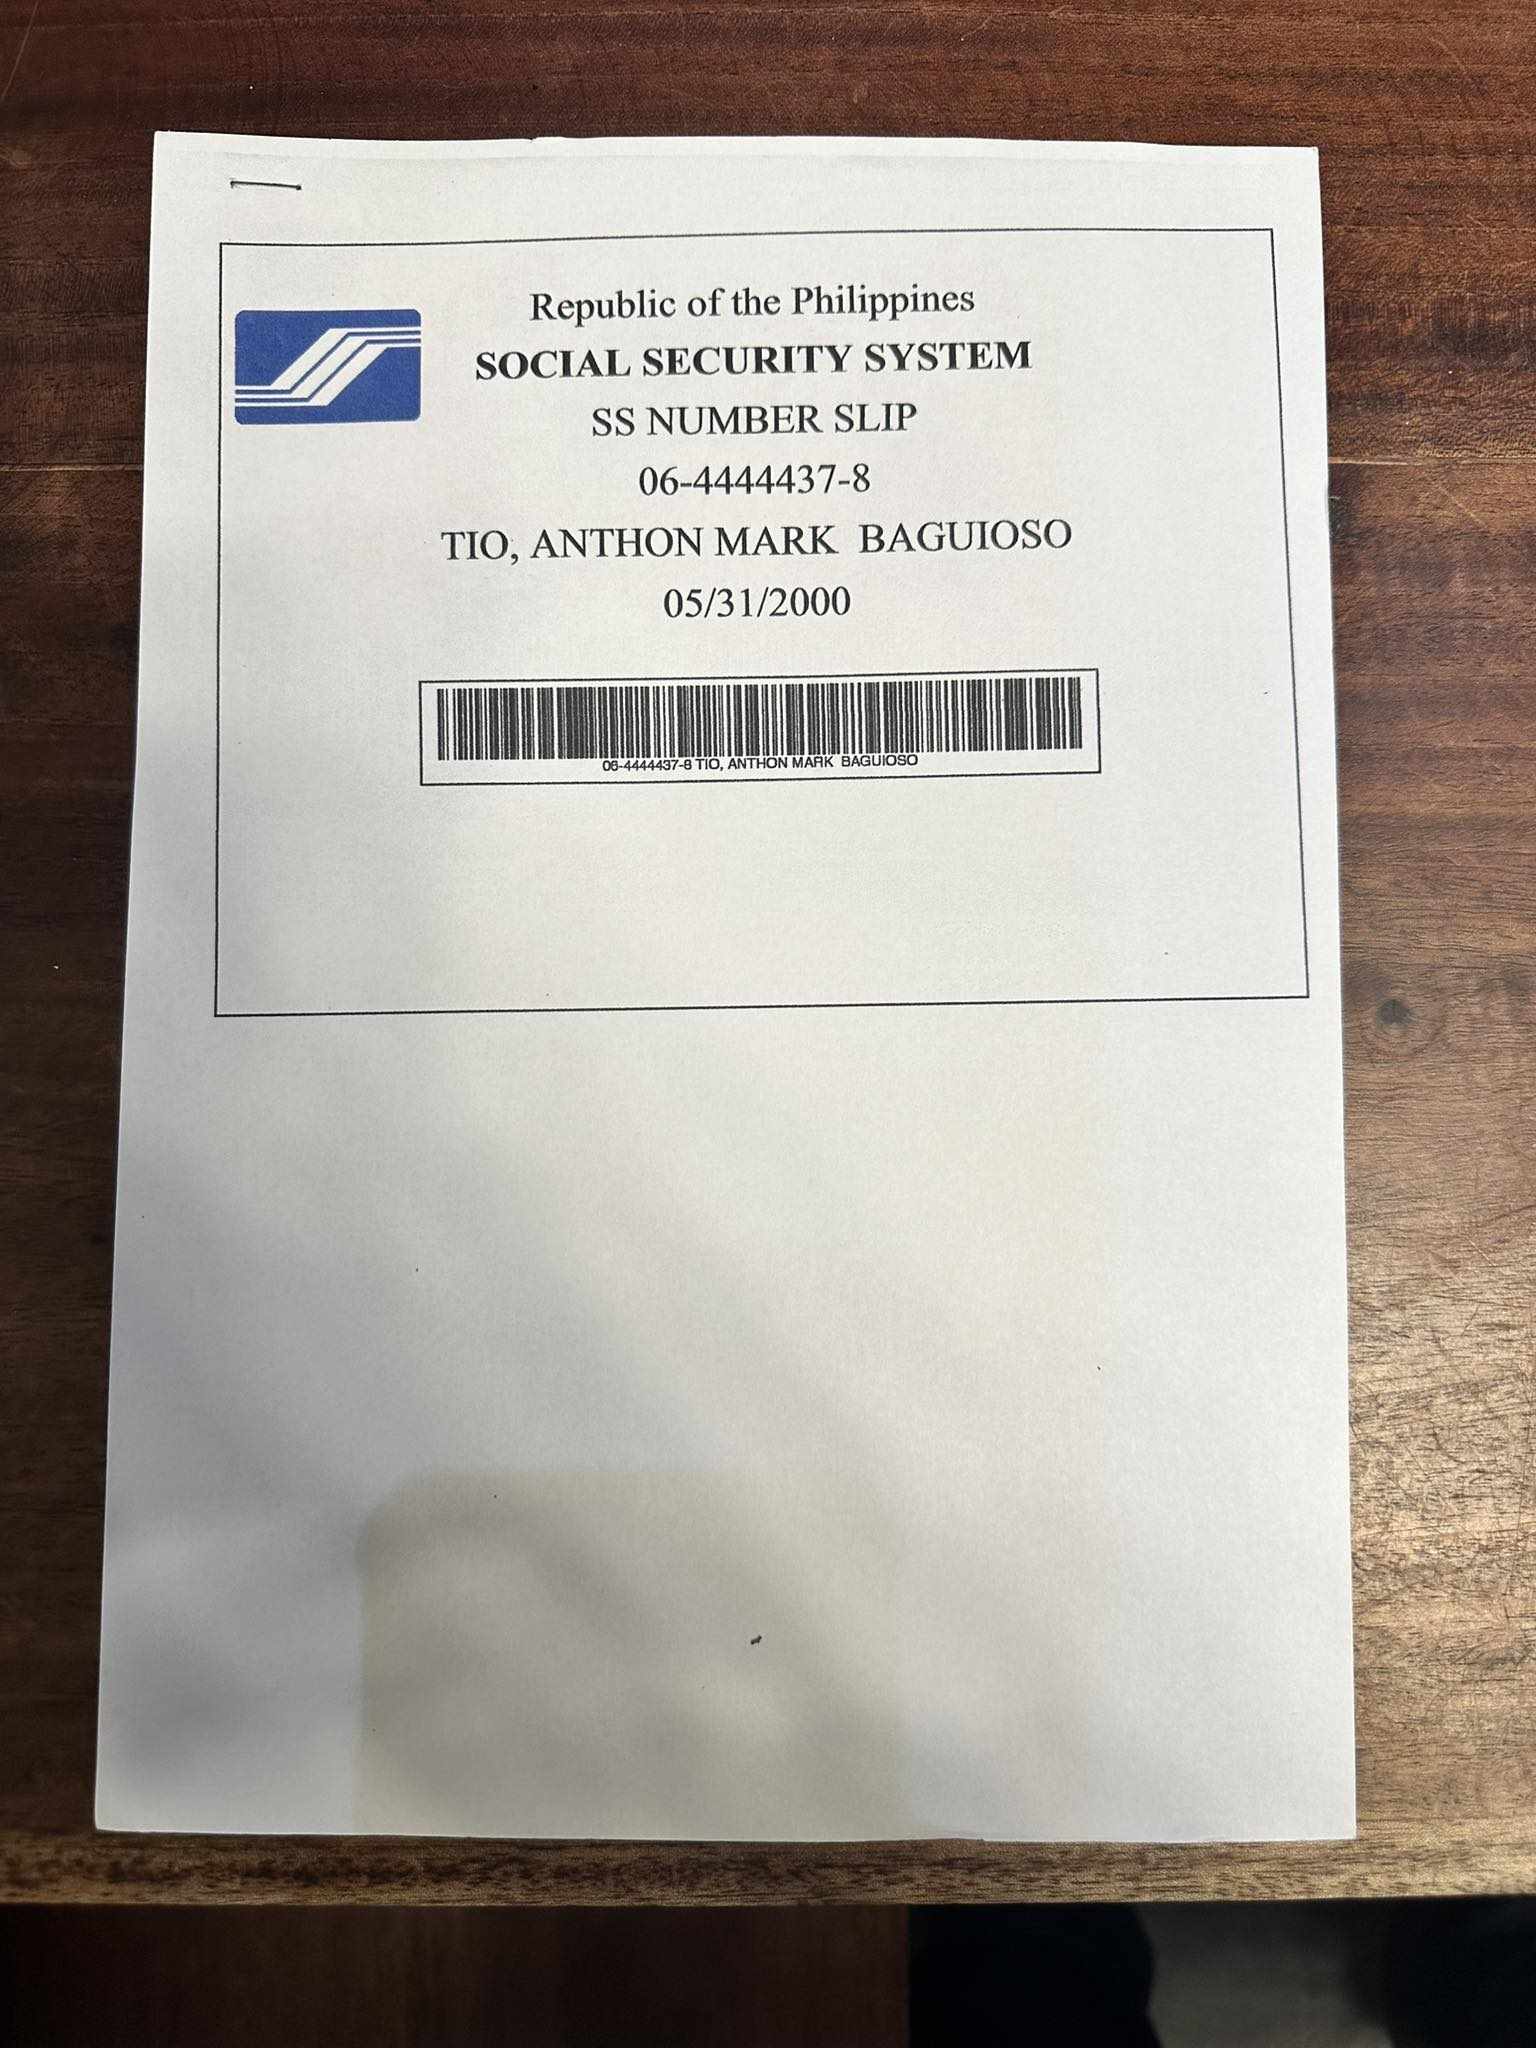 Republic of the Philippines
SOCIAL SECURITY SYSTEM
SS NUMBER SLIP
06-4444437-8
TIO, ANTHON MARK  BAGUIOSO
05/31/2000
06-4444437-8 TIO, ANTHON MARK  BAGUIOSO